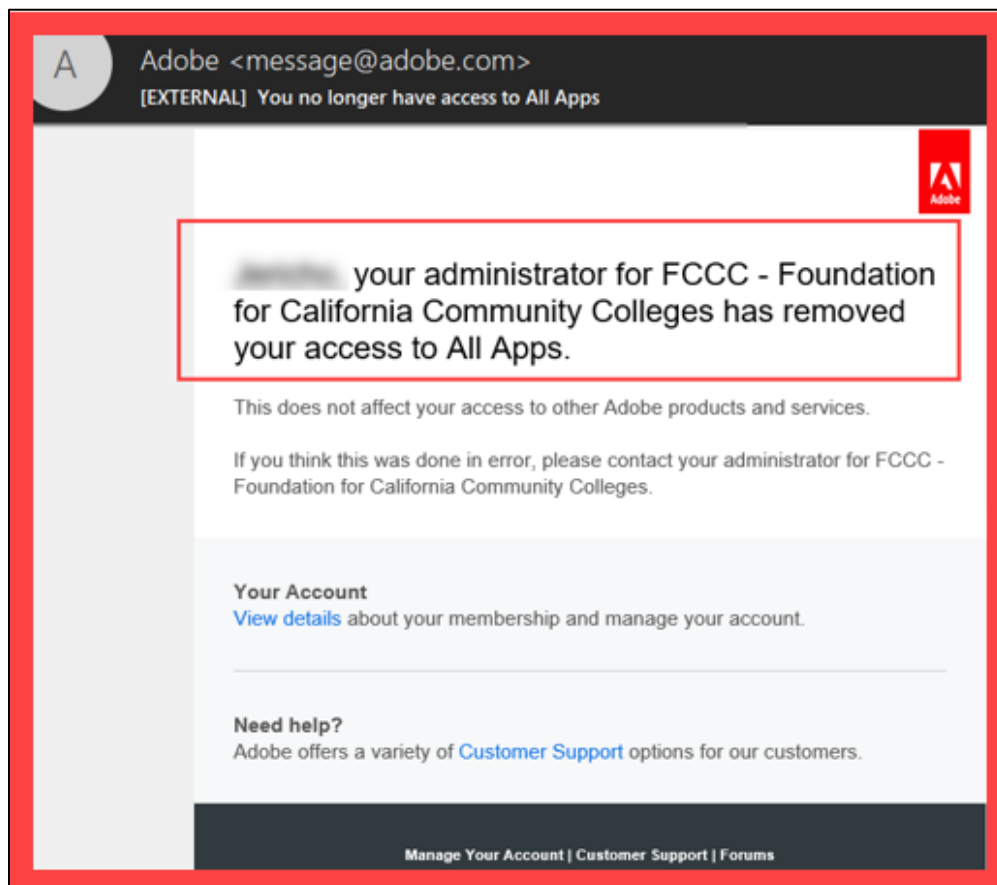 A
Adobe <message@adobe.com>
[EXTERNAL] You no longer have access to All Apps
Adobe
your administrator for FCCC - Foundation
for California Community Colleges has removed
your access to All Apps.
This does not affect your access to other Adobe products and services.
If you think this was done in error, please contact your administrator for FCCC -
Foundation for California Community Colleges.
Your Account
View details about your membership and manage your account.
Need help?
Adobe offers a variety of Customer Support options for our customers.
Manage Your Account | Customer Support | Forums